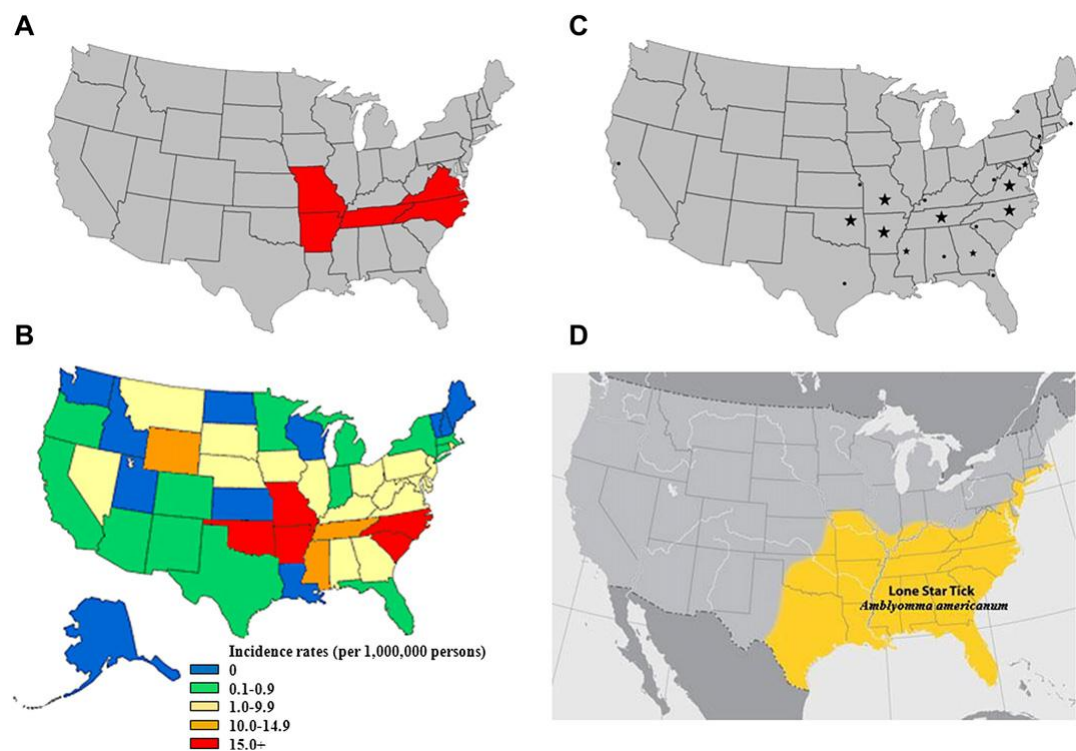 A
C
B
D
Lone Star Tick
Amblyomma americanum
Incidence rates (per 1,000,000 persons)
0
0.1-0.9
1.0-9.9
10.0-14.9
15.0+